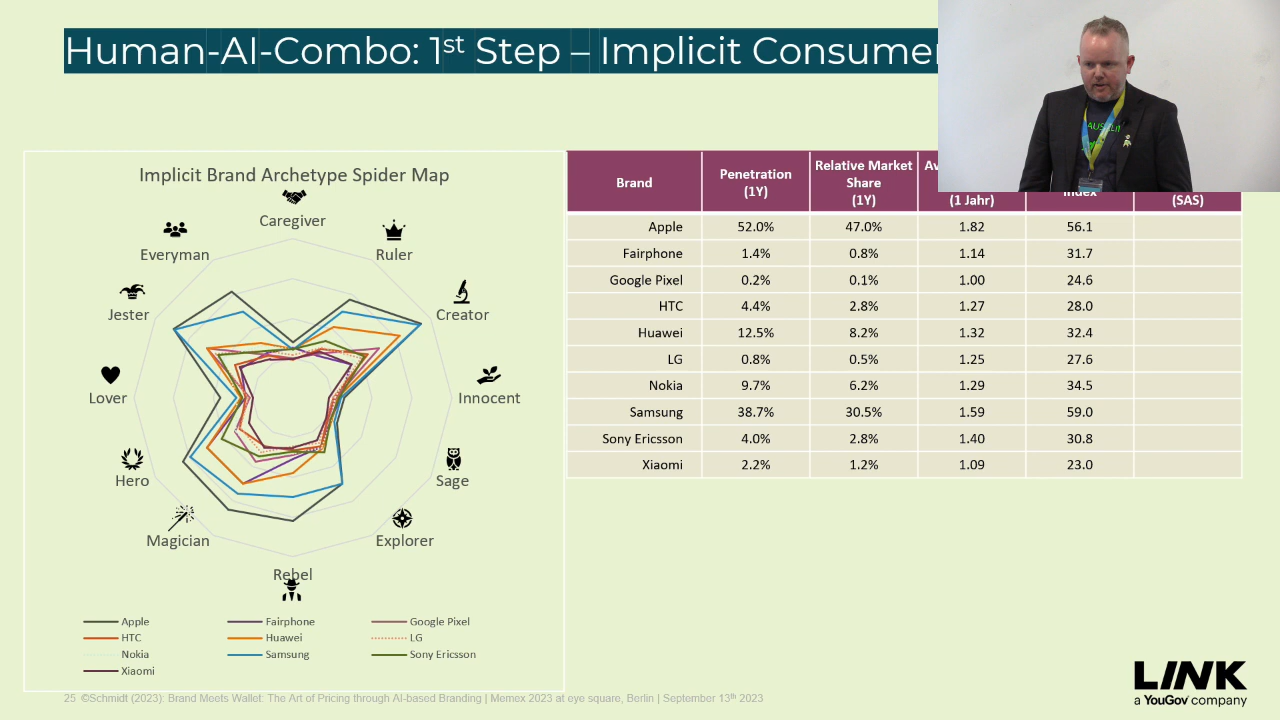 Human-AI-Combo: 1st Step – Implicit Consumer
Implicit Brand Archetype Spider Map
Caregiver
Ruler
Creator
Innocent
Sage
Explorer
Rebel
Magician
Hero
Lover
Jester
Everyman
Apple Fairphone Google Pixel
HTC Huawei LG
Nokia Samsung Sony Ericsson
Xiaomi
Brand Penetration (1Y) Relative Market Share (1Y) (1 Jahr) Index (SAS)
Apple 52.0% 47.0% 1.82 56.1
Fairphone 1.4% 0.8% 1.14 31.7
Google Pixel 0.2% 0.1% 1.00 24.6
HTC 4.4% 2.8% 1.27 28.0
Huawei 12.5% 8.2% 1.32 32.4
LG 0.8% 0.5% 1.25 27.6
Nokia 9.7% 6.2% 1.29 34.5
Samsung 38.7% 30.5% 1.59 59.0
Sony Ericsson 4.0% 2.8% 1.40 30.8
Xiaomi 2.2% 1.2% 1.09 23.0
25 ©Schmidt (2023): Brand Meets Wallet: The Art of Pricing through AI-based Branding | Memex 2023 at eye square, Berlin | September 13th 2023
LINK
a YouGov company